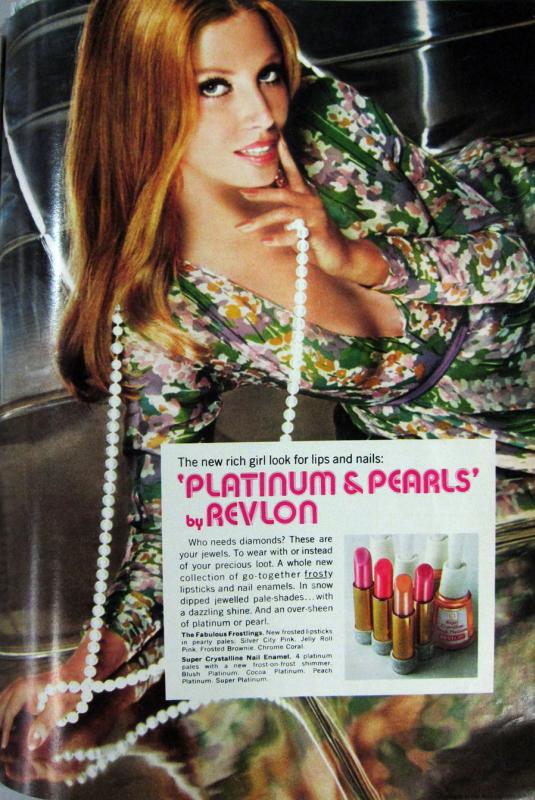 The new rich girl look for lips and nails:
'PLATINUM & PEARLS'
by REVLON
Who needs diamonds? These are
your jewels. To wear with or instead
of your precious loot. A whole new
collection of go-together frosty
lipsticks and nail enamels. In snow
dipped jewelled pale-shades...with
a dazzling shine. And an over-sheen
of platinum or pearl.
The Fabulous Frostlings. New frosted lipsticks
in pearly pales: Silver City Pink, Jelly Roll
Pink, Frosted Brownie, Chrome Coral.
Super Crystalline Nail Enamel. 4 platinum
pales with a new frost-on-frost shimmer.
Blush Platinum, Cocoa Platinum, Peach
Platinum, Super Platinum.
REVLON